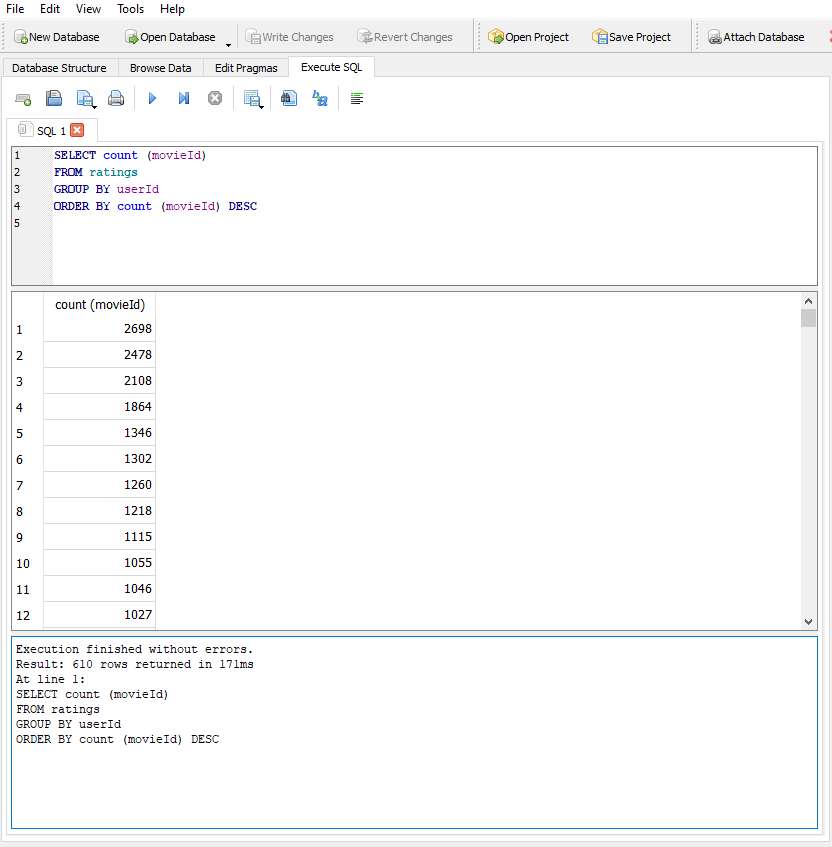 File Edit View Tools Help
New Database Open Database Write Changes Revert Changes Open Project Save Project Attach Database
Database Structure Browse Data Edit Pragmas Execute SQL
SQL 1
1 SELECT count (movieId)
2 FROM ratings
3 GROUP BY userId
4 ORDER BY count (movieId) DESC
5
count (movieId)
1 2698
2 2478
3 2108
4 1864
5 1346
6 1302
7 1260
8 1218
9 1115
10 1055
11 1046
12 1027
Execution finished without errors.
Result: 610 rows returned in 171ms
At line 1:
SELECT count (movieId)
FROM ratings
GROUP BY userId
ORDER BY count (movieId) DESC